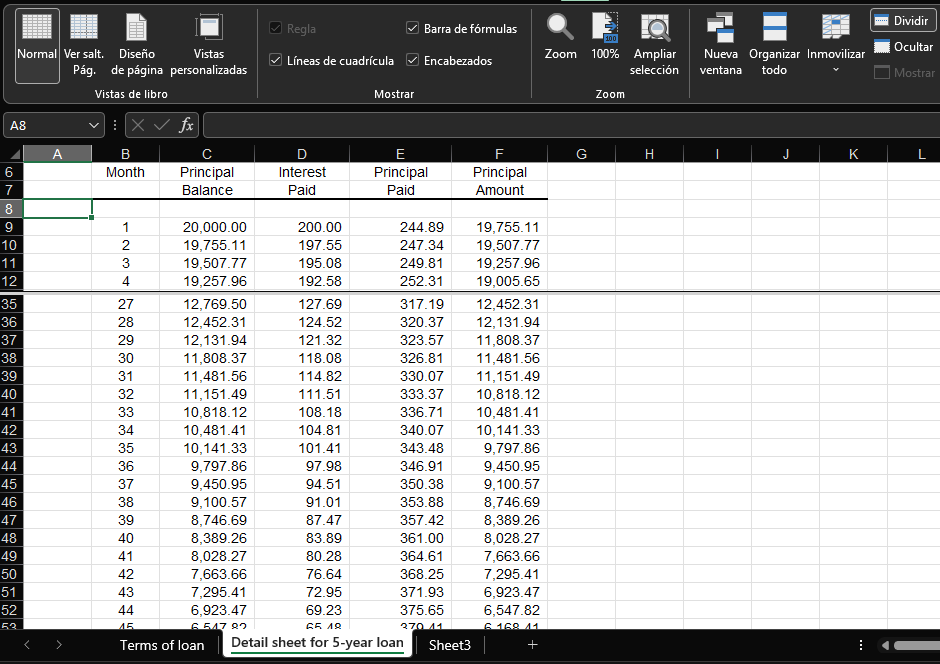 Normal Ver salt. Pág. Diseño de página Vistas personalizadas
Vistas de libro
Regla Barra de fórmulas
Líneas de cuadrícula Encabezados
Mostrar
Zoom 100% Ampliar selección
100
Zoom
Nueva ventana Organizar todo Inmovilizar
Dividir
Ocultar
Mostrar
A8 fx
A B C D E F G H I J K L
6 Month Principal Interest Principal Principal
7 Balance Paid Paid Amount
8
9 1 20,000.00 200.00 244.89 19,755.11
10 2 19,755.11 197.55 247.34 19,507.77
11 3 19,507.77 195.08 249.81 19,257.96
12 4 19,257.96 192.58 252.31 19,005.65
35 27 12,769.50 127.69 317.19 12,452.31
36 28 12,452.31 124.52 320.37 12,131.94
37 29 12,131.94 121.32 323.57 11,808.37
38 30 11,808.37 118.08 326.81 11,481.56
39 31 11,481.56 114.82 330.07 11,151.49
40 32 11,151.49 111.51 333.37 10,818.12
41 33 10,818.12 108.18 336.71 10,481.41
42 34 10,481.41 104.81 340.07 10,141.33
43 35 10,141.33 101.41 343.48 9,797.86
44 36 9,797.86 97.98 346.91 9,450.95
45 37 9,450.95 94.51 350.38 9,100.57
46 38 9,100.57 91.01 353.88 8,746.69
47 39 8,746.69 87.47 357.42 8,389.26
48 40 8,389.26 83.89 361.00 8,028.27
49 41 8,028.27 80.28 364.61 7,663.66
50 42 7,663.66 76.64 368.25 7,295.41
51 43 7,295.41 72.95 371.93 6,923.47
52 44 6,923.47 69.23 375.65 6,547.82
53 45 6,547.82 65.48 379.41 6,168.41
Terms of loan Detail sheet for 5-year loan Sheet3